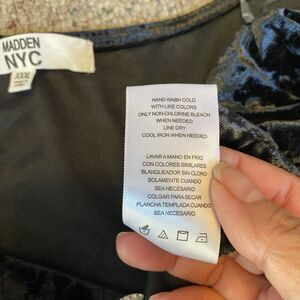 MADDEN
NYC
XXXL
HAND WASH COLD
WITH LIKE COLORS
ONLY NON-CHLORINE BLEACH
WHEN NEEDED
LINE DRY
COOL IRON WHEN NEEDED
LAVAR A MANO EN FRIO
CON COLORES SIMILARES
BLANQUEADOR SIN CLORO
SOLAMENTE CUANDO
SEA NECESARIO
COLGAR PARA SECAR
PLANCHA TEMPLADA CUANDO
SEA NECESARIO